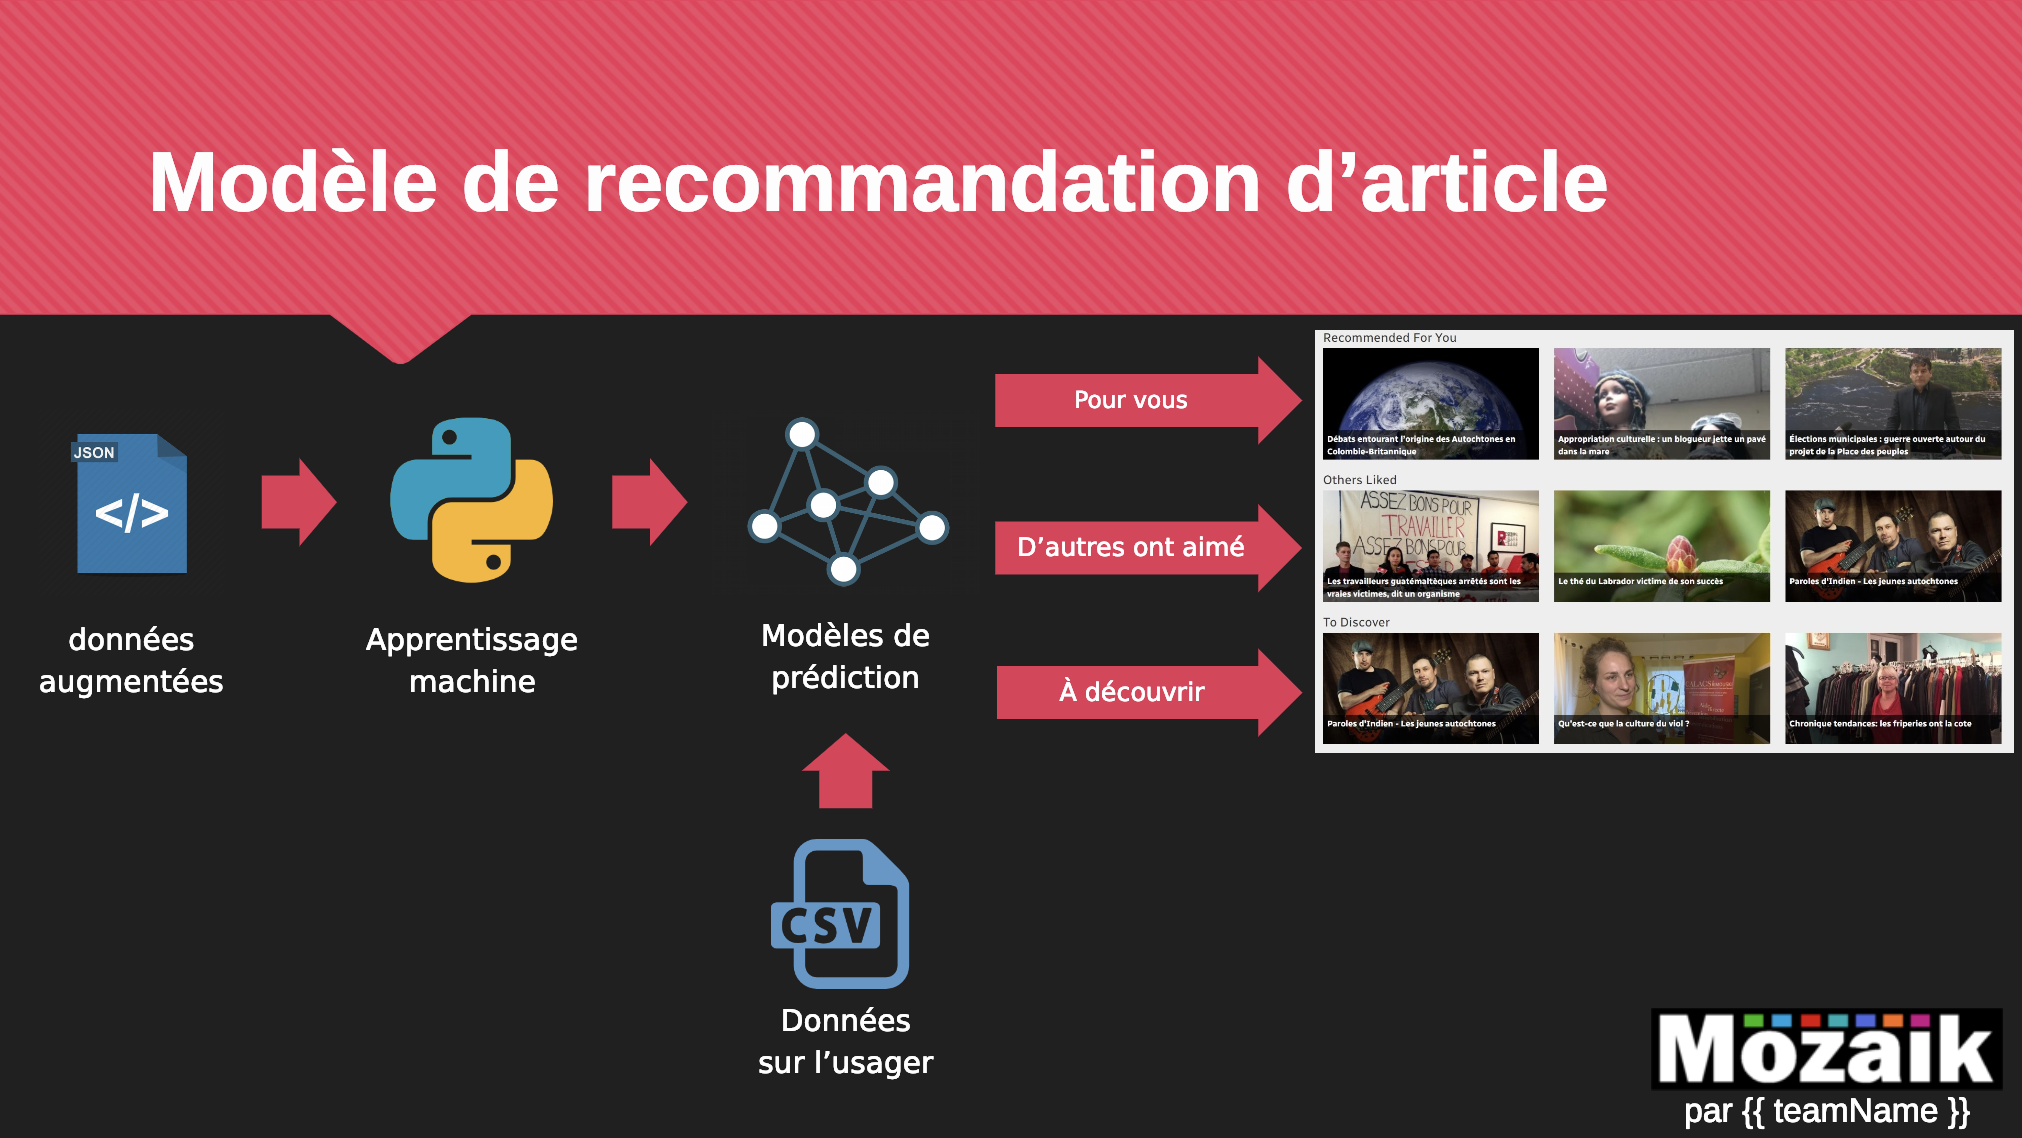 Modèle de recommandation d’article
JSON
</>
données
augmentées
Apprentissage
machine
Modèles de
prédiction
CSV
Données
sur l’usager
Pour vous
D’autres ont aimé
À découvrir
Recommended For You
Débats entourant l'origine des Autochtones en
Colombie-Britannique
Appropriation culturelle : un blogueur jette un pavé
dans la mare
Élections municipales : guerre ouverte autour du
projet de la Place des peuples
Others Liked
ASSEZ BONS POUR
TRAVAILLER
ASSEZ BONS POUR
Les travailleurs guatémaltèques arrêtés sont les
vraies victimes, dit un organisme
Le thé du Labrador victime de son succès
Paroles d'Indien - Les jeunes autochtones
To Discover
Paroles d'Indien - Les jeunes autochtones
Qu'est-ce que la culture du viol ?
Chronique tendances: les friperies ont la cote
Mozaik
par {{ teamName }}